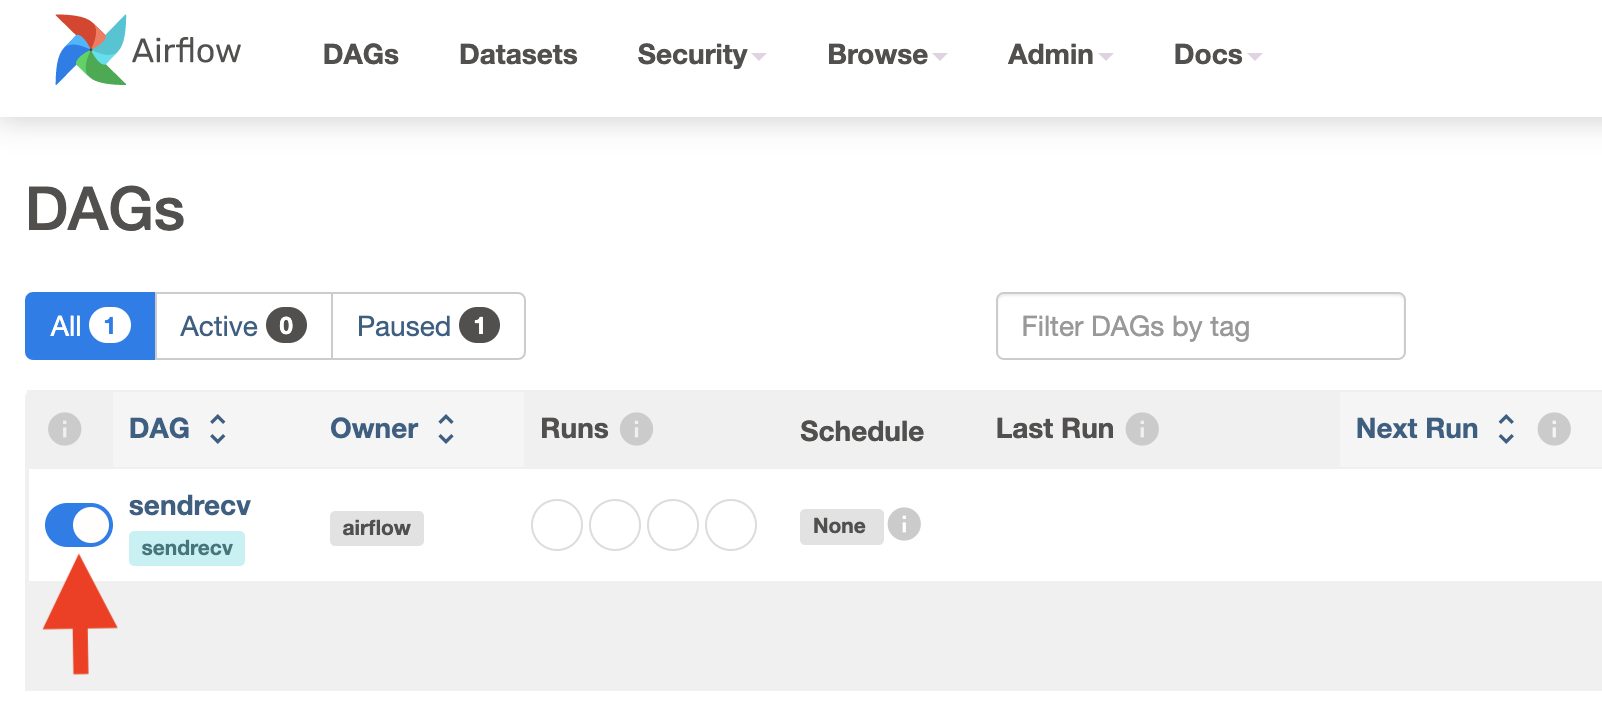 Airflow DAGs Datasets Security Browse Admin Docs
DAGs
All 1 Active 0 Paused 1 Filter DAGs by tag
i DAG Owner Runs i Schedule Last Run i Next Run i
sendrecv
sendrecv airflow None i